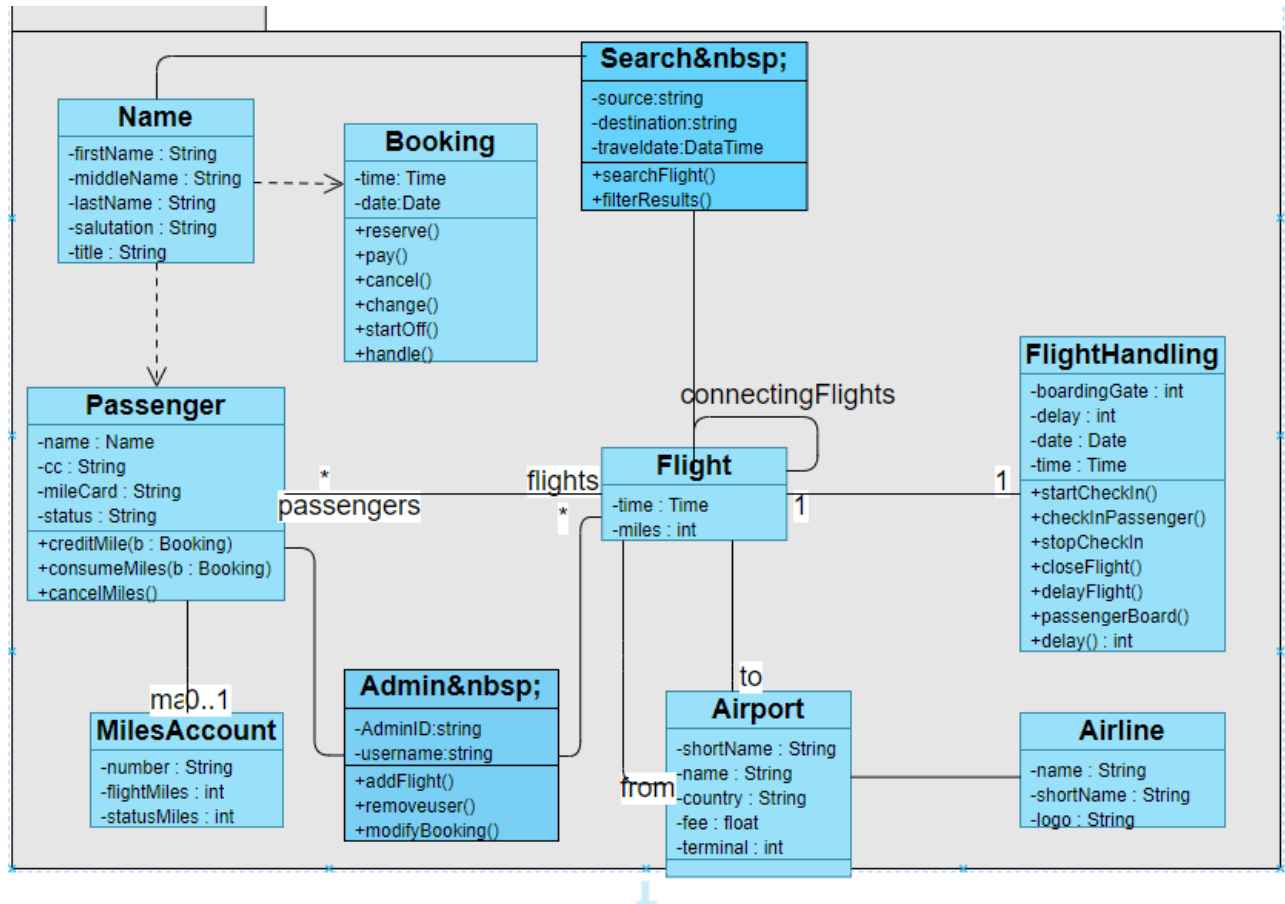 Search&nbsp;
-source:string
-destination:string
-traveldate:DataTime
+searchFlight()
+filterResults()
Name
-firstName : String
-middleName : String
-lastName : String
-salutation : String
-title : String
Booking
-time: Time
-date:Date
+reserve()
+pay()
+cancel()
+change()
+startOff()
+handle()
FlightHandling
-boardingGate : int
-delay : int
-date : Date
-time : Time
+startCheckIn()
+checkInPassenger()
+stopCheckIn
+closeFlight()
+delayFlight()
+passengerBoard()
+delay() : int
Passenger
-name : Name
-cc : String
-mileCard : String
-status : String
+creditMile(b : Booking)
+consumeMiles(b : Booking)
+cancelMiles()
connectingFlights
Flight
-time : Time
-miles : int
*
passengers
flights
*
1
1
ma0..1
MilesAccount
-number : String
-flightMiles : int
-statusMiles : int
Admin&nbsp;
-AdminID:string
-username:string
+addFlight()
+removeuser()
+modifyBooking()
to
from
Airport
-shortName : String
-name : String
-country : String
-fee : float
-terminal : int
Airline
-name : String
-shortName : String
-logo : String